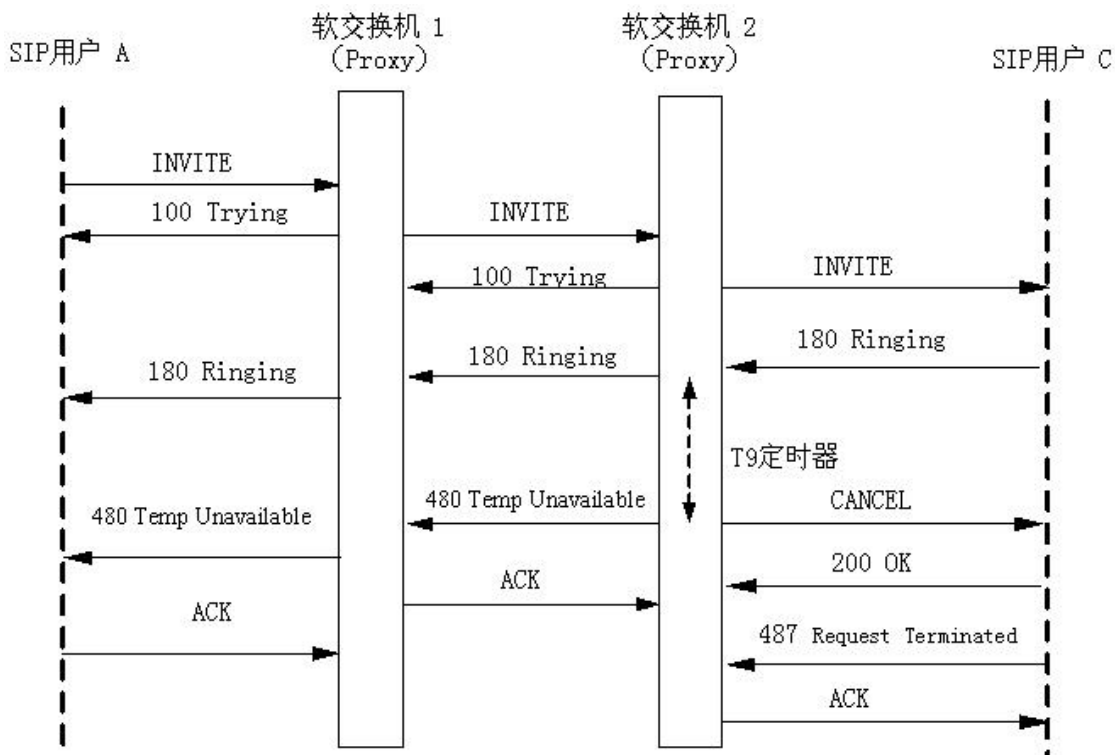 软交换机 1
(Proxy)
软交换机 2
(Proxy)
SIP用户 A
SIP用户 C
INVITE
100 Trying
INVITE
100 Trying
INVITE
180 Ringing
180 Ringing
180 Ringing
T9定时器
480 Temp Unavailable
480 Temp Unavailable
CANCEL
200 OK
ACK
ACK
487 Request Terminated
ACK